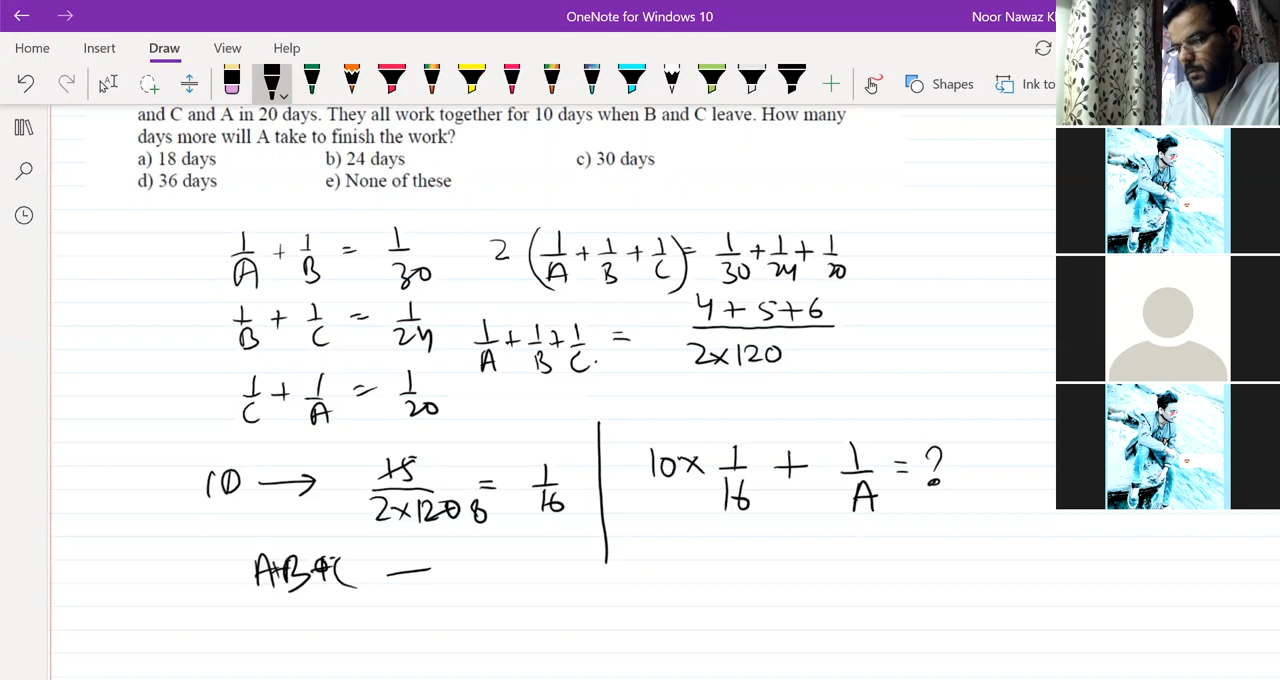 OneNote for Windows 10
Noor Nawaz Kh
Home Insert Draw View Help
Shapes Ink to
and C and A in 20 days. They all work together for 10 days when B and C leave. How many
days more will A take to finish the work?
a) 18 days b) 24 days c) 30 days
d) 36 days e) None of these
1/A + 1/B = 1/30 2(1/A + 1/B + 1/C) = 1/30 + 1/24 + 1/20
1/B + 1/C = 1/24 1/A + 1/B + 1/C = 4+5+6/2×120
1/C + 1/A = 1/20
1D → 15/2×120 8 = 1/16 10× 1/16 + 1/A = ?
A+B+C —